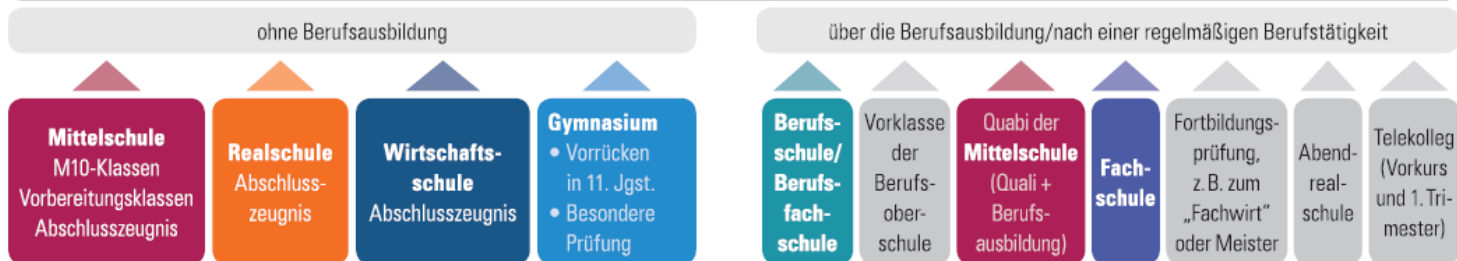 ohne Berufsausbildung
über die Berufsausbildung/nach einer regelmäßigen Berufstätigkeit
Mittelschule
M10-Klassen
Vorbereitungsklassen
Abschlusszeugnis
Realschule
Abschluss-
zeugnis
Wirtschafts-
schule
Abschlusszeugnis
Gymnasium
• Vorrücken
in 11. Jgst.
• Besondere
Prüfung
Berufs-
schule/
Berufs-
fach-
schule
Vorklasse
der
Berufs-
ober-
schule
Quabi der
Mittelschule
(Quali +
Berufs-
ausbildung)
Fach-
schule
Fortbildungs-
prüfung,
z. B. zum
„Fachwirt“
oder Meister
Abend-
real-
schule
Telekolleg
(Vorkurs
und 1. Tri-
mester)